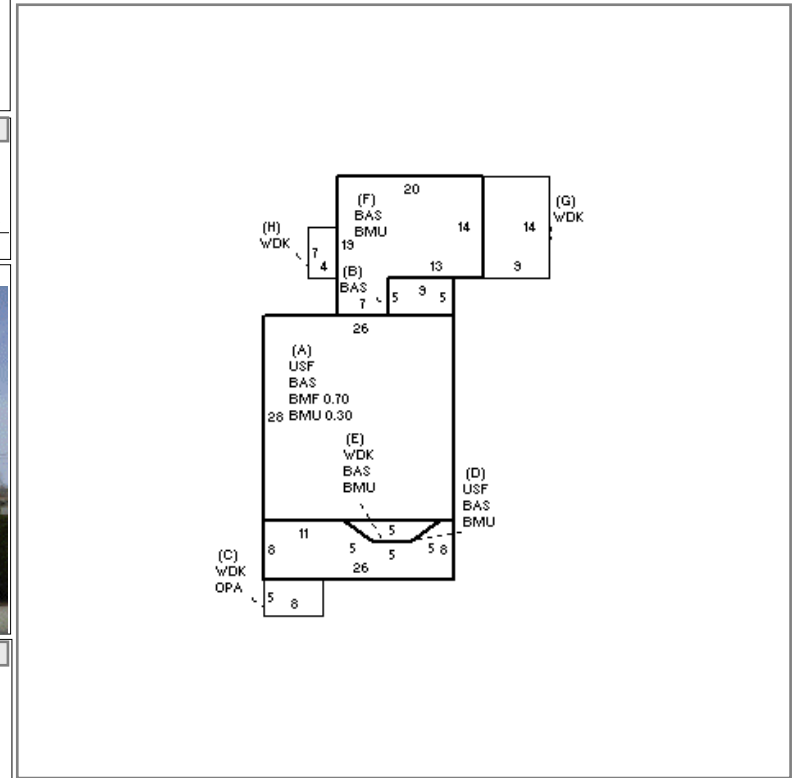 20
(F)
BAS
BMU
14
14
(G)
WDK
(H)
WDK
7
4
19
13
9
(B)
BAS
7
5
9
5
26
(A)
USF
BAS
BMF 0.70
28 BMU 0.30
(E)
WDK
BAS
BMU
(D)
USF
BAS
BMU
5
11
8
5
5
5
8
26
(C)
WDK
OPA
5
8